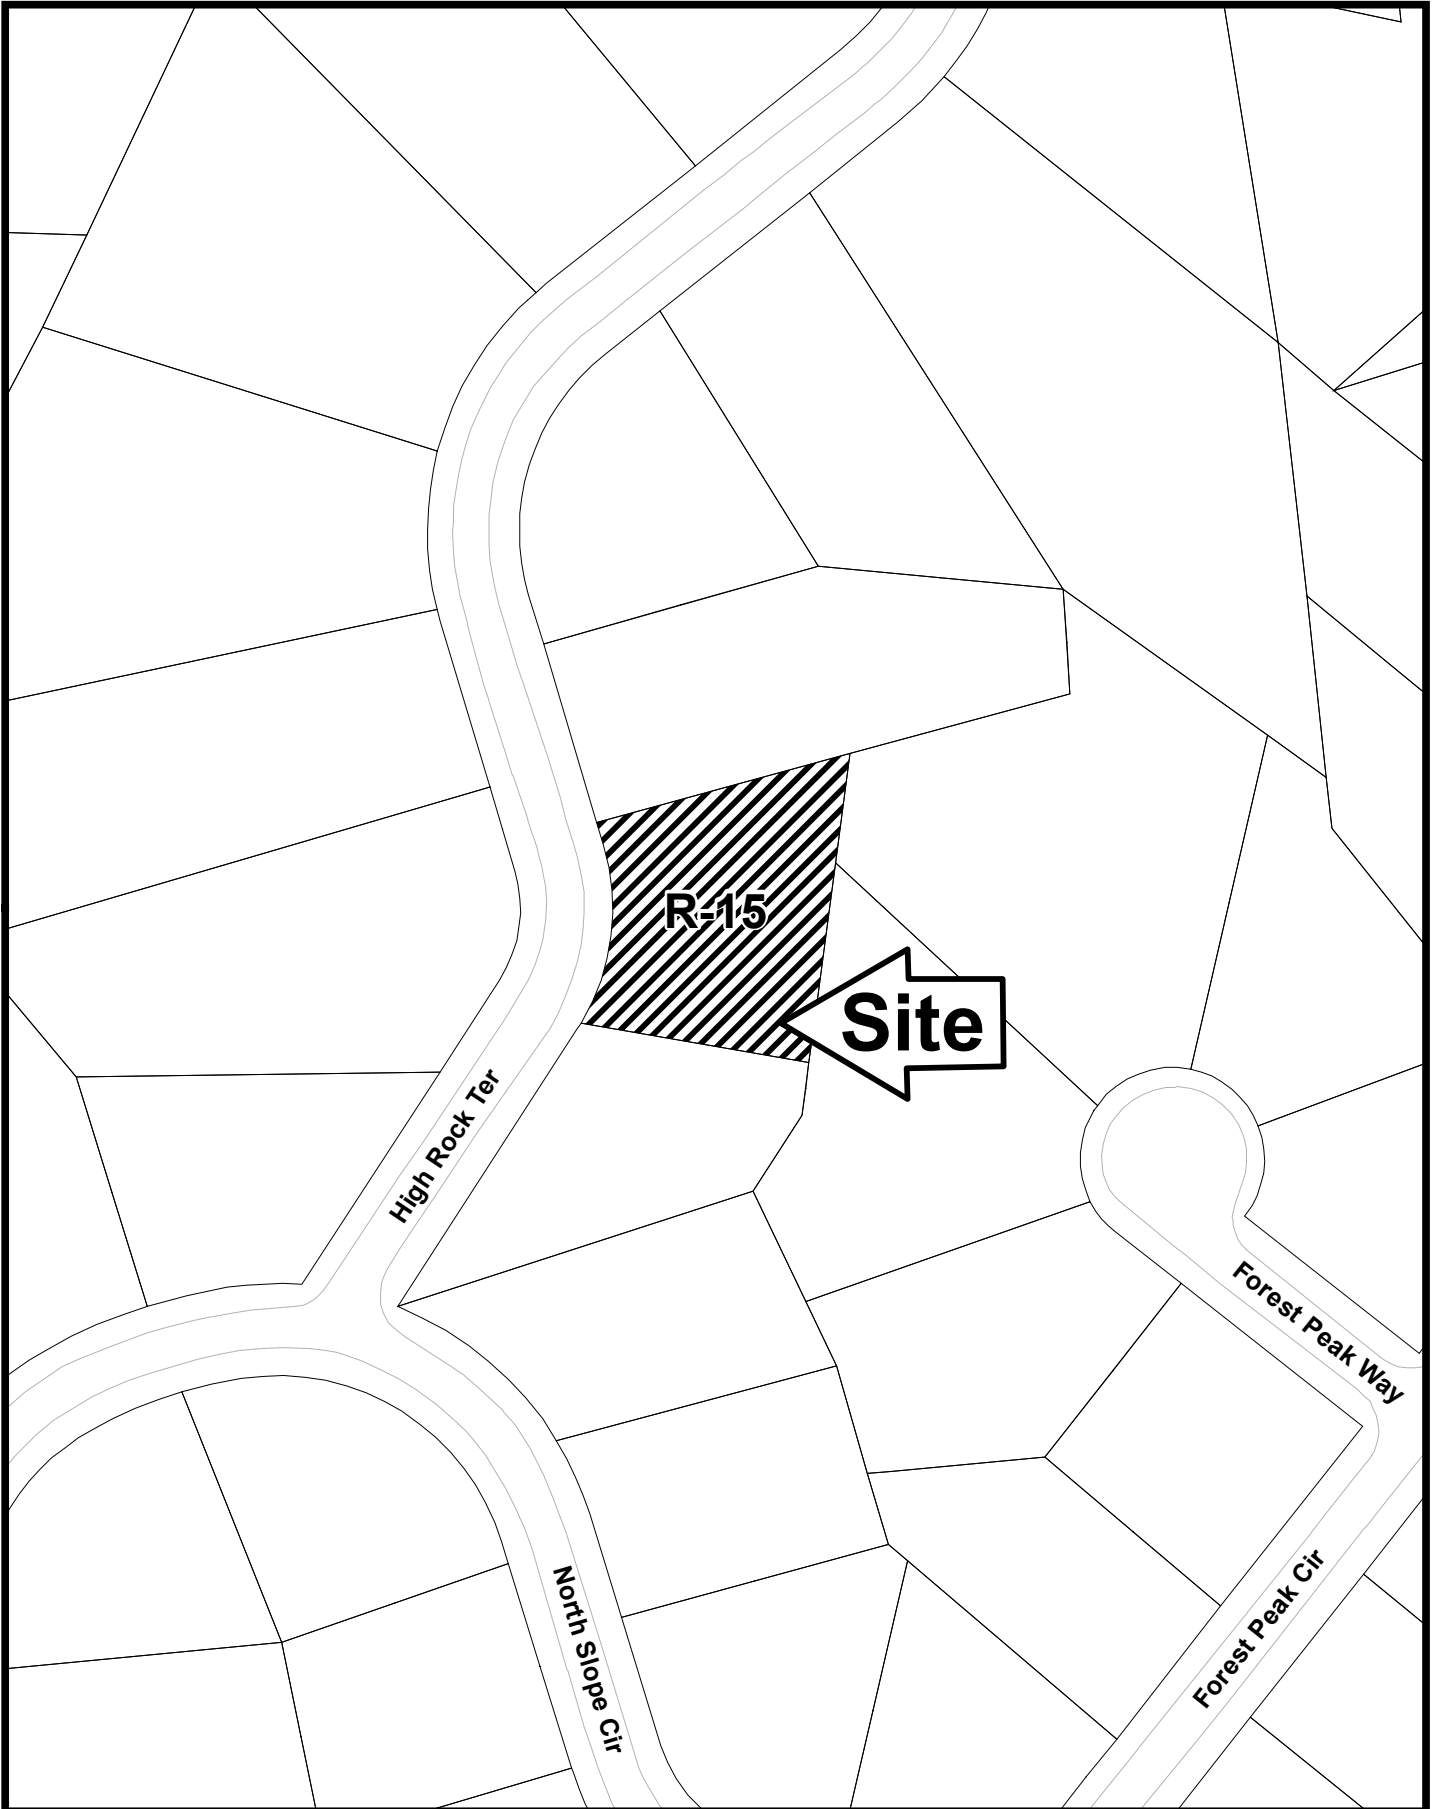 R-15
Site
High Rock Ter
Forest Peak Way
North Slope Cir
Forest Peak Cir